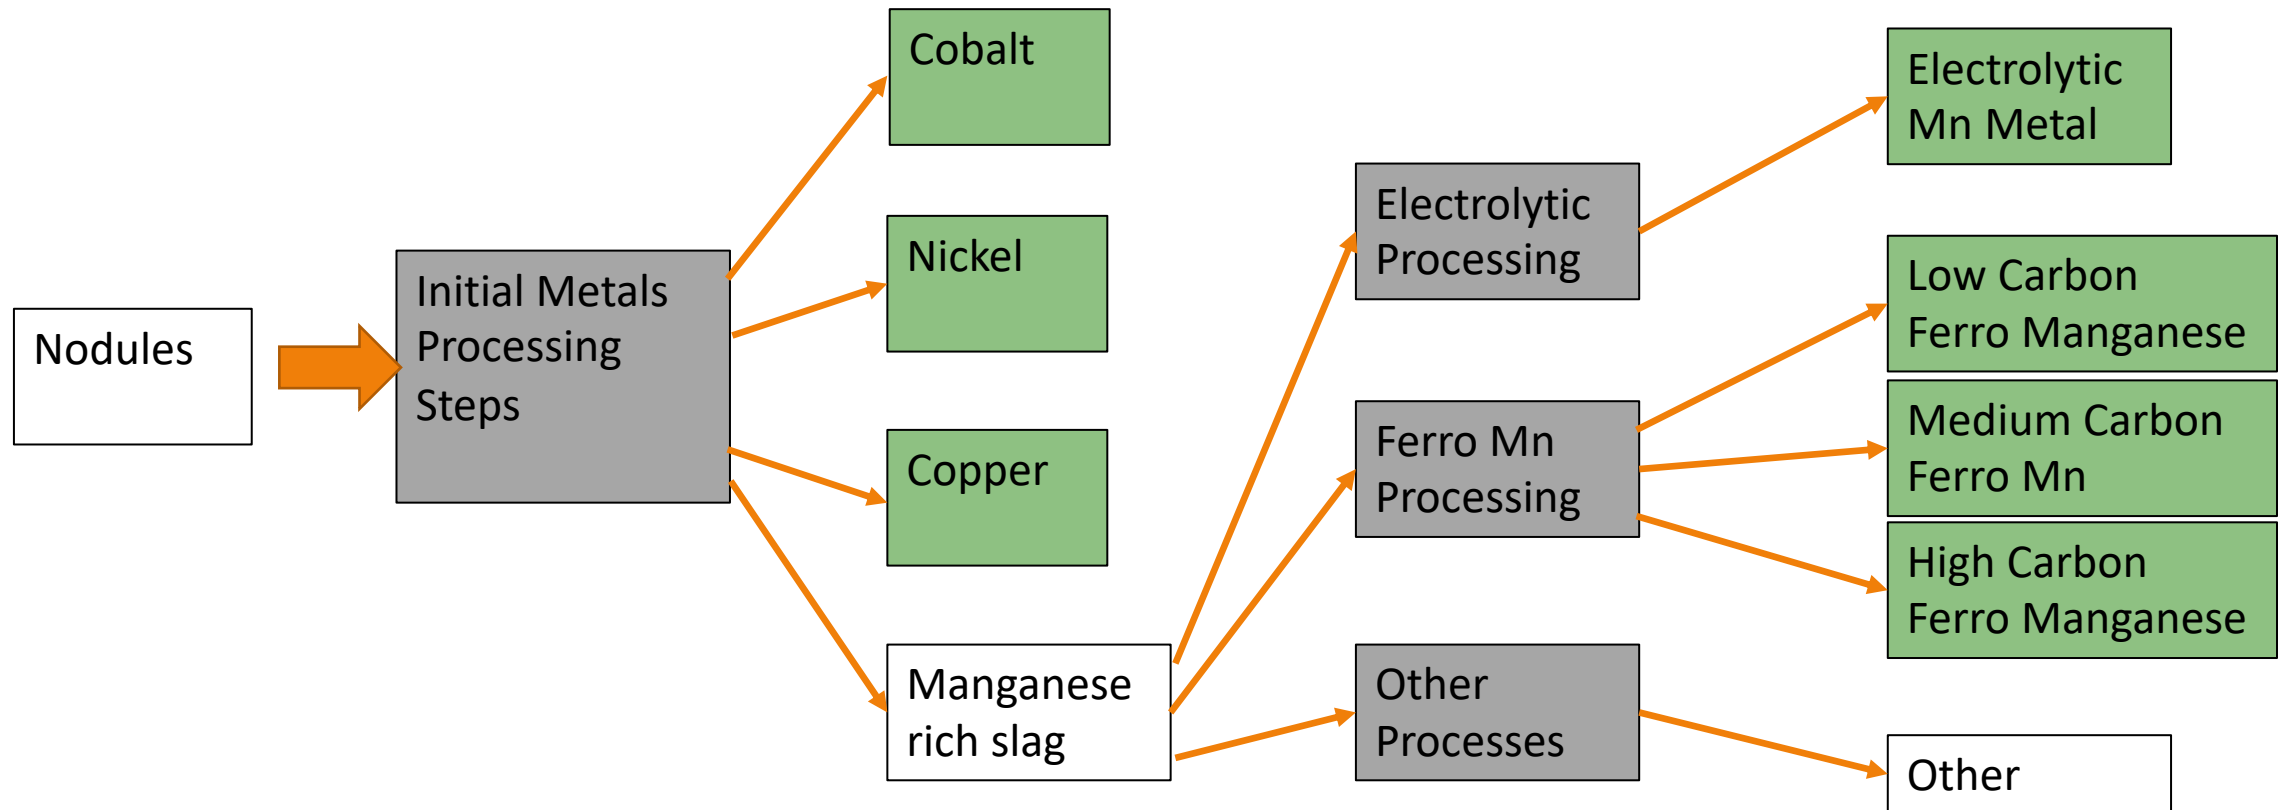 Nodules
Initial Metals
Processing
Steps
Cobalt
Nickel
Copper
Manganese
rich slag
Electrolytic
Processing
Ferro Mn
Processing
Other
Processes
Electrolytic
Mn Metal
Low Carbon
Ferro Manganese
Medium Carbon
Ferro Mn
High Carbon
Ferro Manganese
Other